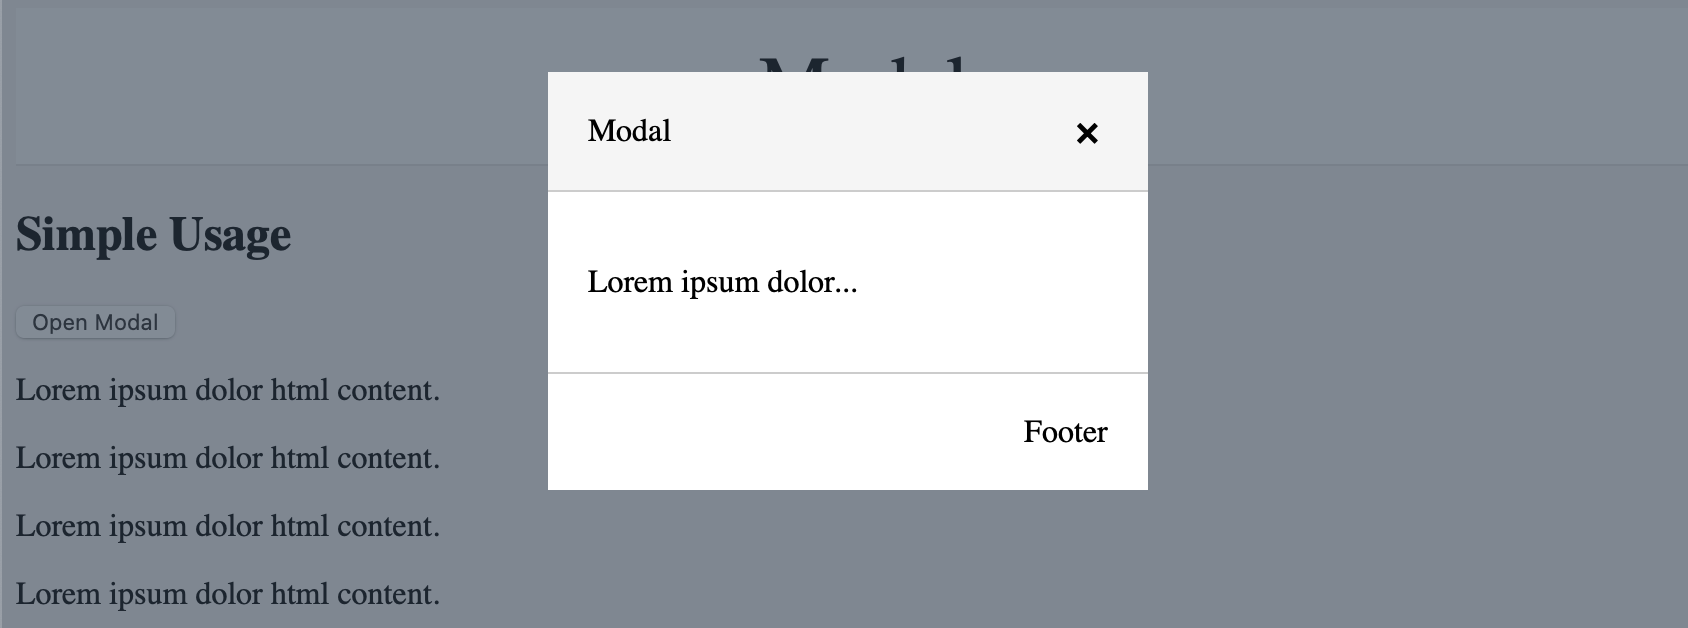 Modal
×
Simple Usage
Lorem ipsum dolor...
Open Modal
Lorem ipsum dolor html content.
Footer
Lorem ipsum dolor html content.
Lorem ipsum dolor html content.
Lorem ipsum dolor html content.